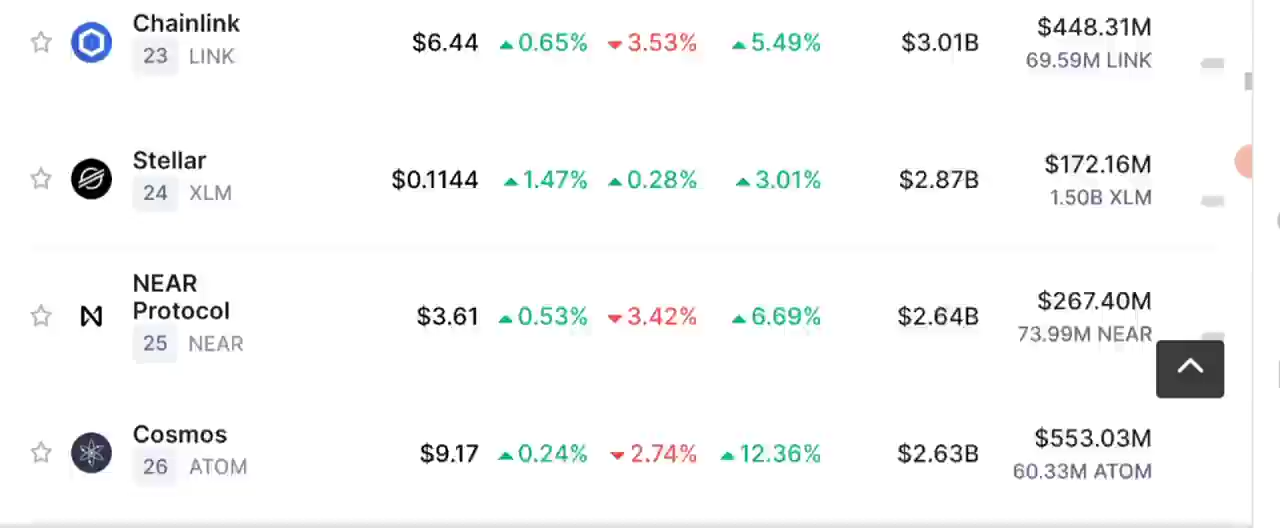 Chainlink
23 LINK
$6.44 0.65% 3.53% 5.49% $3.01B $448.31M
69.59M LINK
Stellar
24 XLM
$0.1144 1.47% 0.28% 3.01% $2.87B $172.16M
1.50B XLM
NEAR
Protocol
25 NEAR
$3.61 0.53% 3.42% 6.69% $2.64B $267.40M
73.99M NEAR
Cosmos
26 ATOM
$9.17 0.24% 2.74% 12.36% $2.63B $553.03M
60.33M ATOM